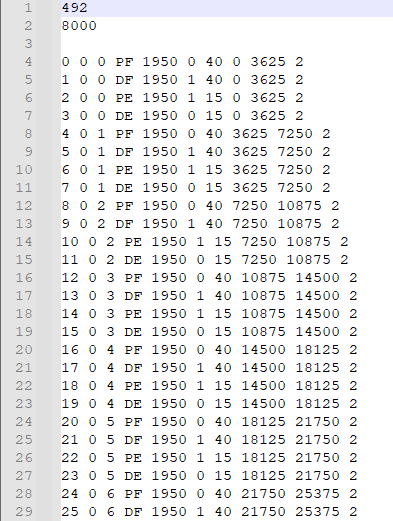 1 492
2 8000
3
4 0 0 0 PF 1950 0 40 0 3625 2
5 1 0 0 DF 1950 1 40 0 3625 2
6 2 0 0 PE 1950 1 15 0 3625 2
7 3 0 0 DE 1950 0 15 0 3625 2
8 4 0 1 PF 1950 0 40 3625 7250 2
9 5 0 1 DF 1950 1 40 3625 7250 2
10 6 0 1 PE 1950 1 15 3625 7250 2
11 7 0 1 DE 1950 0 15 3625 7250 2
12 8 0 2 PF 1950 0 40 7250 10875 2
13 9 0 2 DF 1950 1 40 7250 10875 2
14 10 0 2 PE 1950 1 15 7250 10875 2
15 11 0 2 DE 1950 0 15 7250 10875 2
16 12 0 3 PF 1950 0 40 10875 14500 2
17 13 0 3 DF 1950 1 40 10875 14500 2
18 14 0 3 PE 1950 1 15 10875 14500 2
19 15 0 3 DE 1950 0 15 10875 14500 2
20 16 0 4 PF 1950 0 40 14500 18125 2
21 17 0 4 DF 1950 1 40 14500 18125 2
22 18 0 4 PE 1950 1 15 14500 18125 2
23 19 0 4 DE 1950 0 15 14500 18125 2
24 20 0 5 PF 1950 0 40 18125 21750 2
25 21 0 5 DF 1950 1 40 18125 21750 2
26 22 0 5 PE 1950 1 15 18125 21750 2
27 23 0 5 DE 1950 0 15 18125 21750 2
28 24 0 6 PF 1950 0 40 21750 25375 2
29 25 0 6 DF 1950 1 40 21750 25375 2